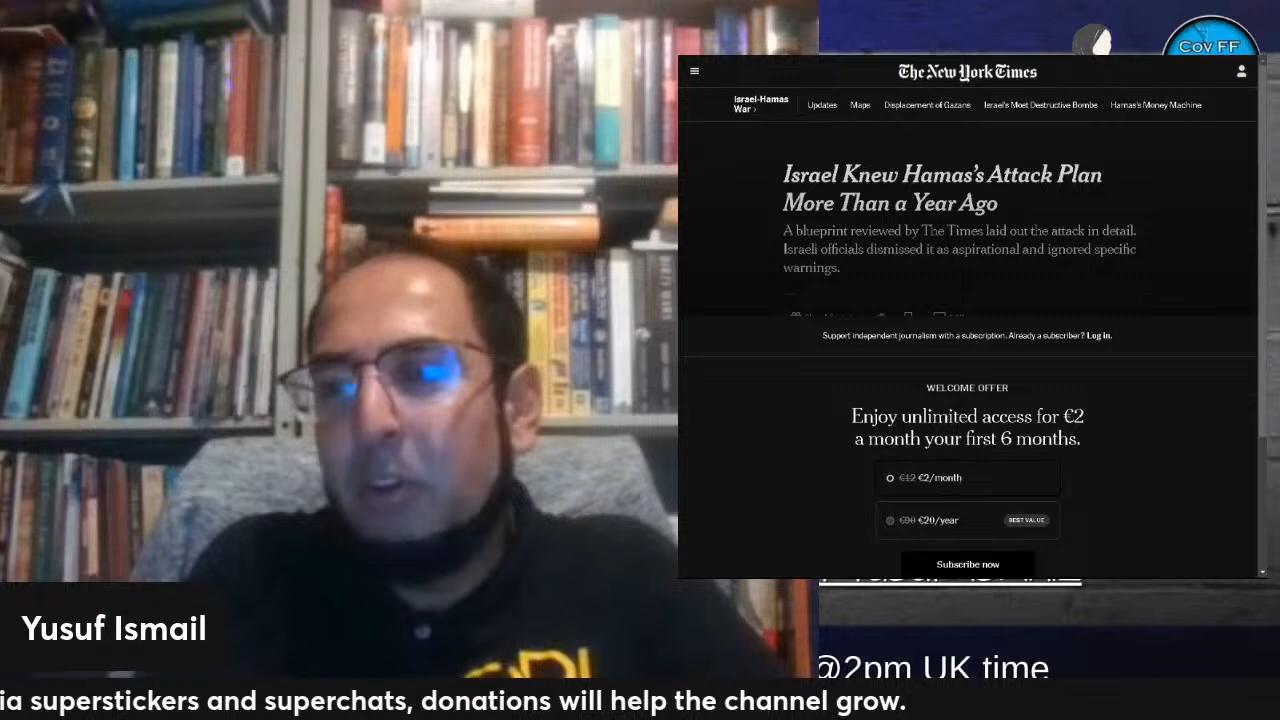 COV FF
The New York Times
Israel-Hamas
War ›
Updates
Maps
Displacement of Gazans
Israel's Most Destructive Bombs
Hamas's Money Machine
Israel Knew Hamas's Attack Plan
More Than a Year Ago
A blueprint reviewed by The Times laid out the attack in detail.
Israeli officials dismissed it as aspirational and ignored specific
warnings.
Support independent journalism with a subscription. Already a subscriber? Log in.
WELCOME OFFER
Enjoy unlimited access for €2
a month your first 6 months.
€12 €2/month
€90 €20/year
BEST VALUE
Subscribe now
Yusuf Ismail
@2pm UK time
ia superstickers and superchats, donations will help the channel grow.